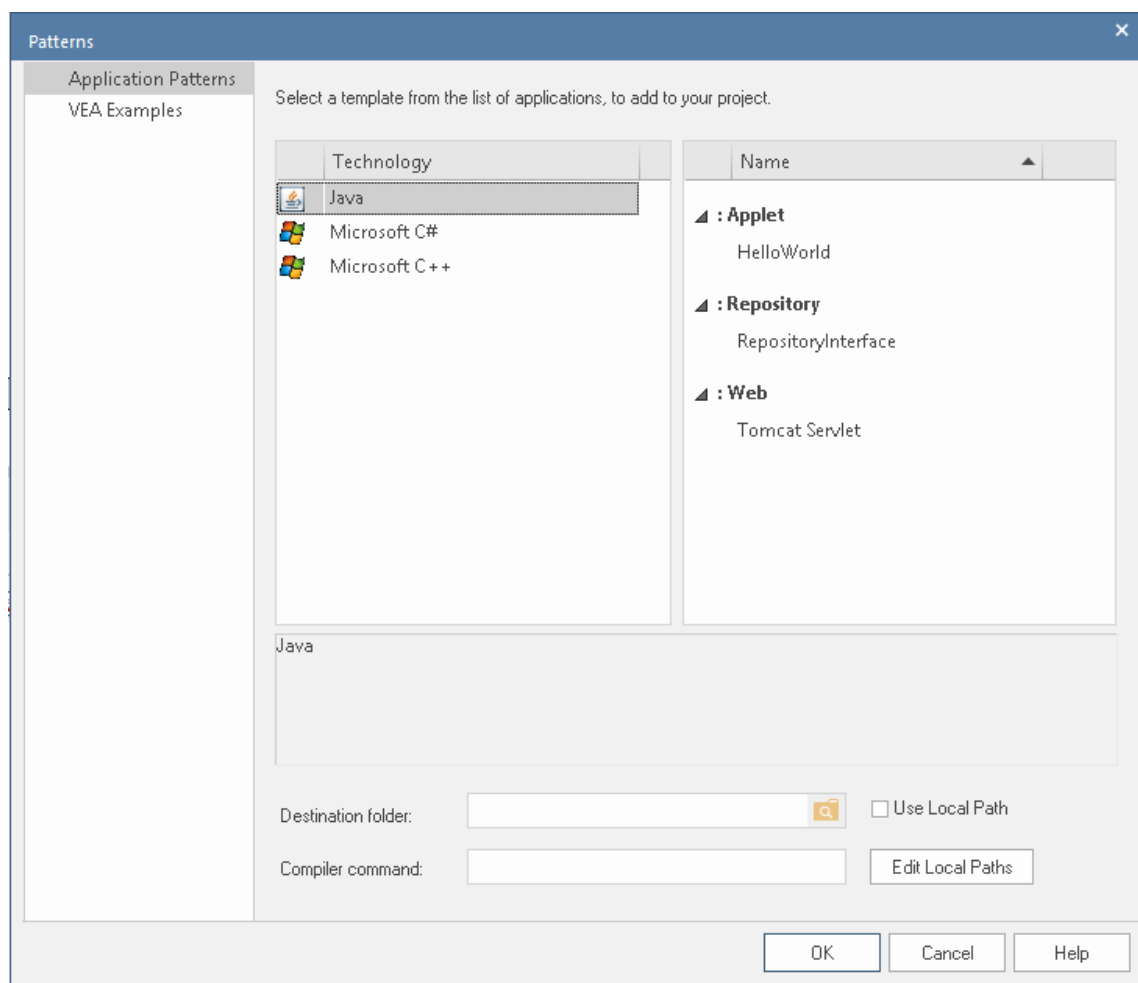 Patterns
Application Patterns
VEA Examples
Select a template from the list of applications, to add to your project.
Technology
Java
Microsoft C#
Microsoft C++
Name
: Applet
HelloWorld
: Repository
RepositoryInterface
: Web
Tomcat Servlet
Java
Destination folder:
Use Local Path
Compiler command:
Edit Local Paths
OK
Cancel
Help